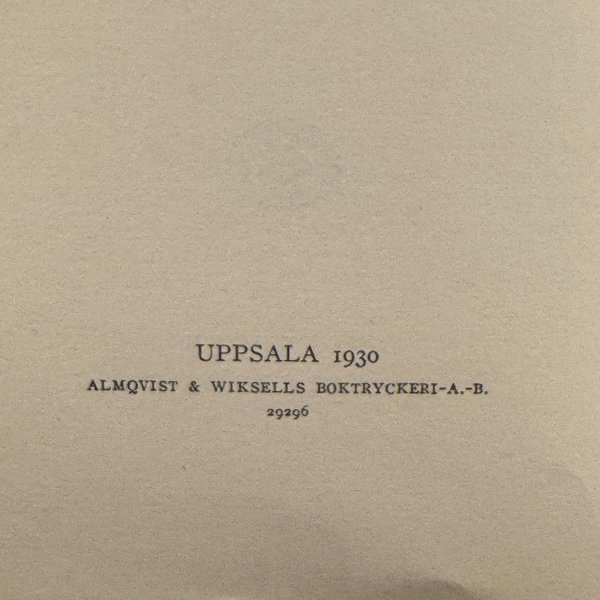 UPPSALA 1930
ALMQVIST & WIKSELLS BOKTRYCKERI-A.-B.
29296